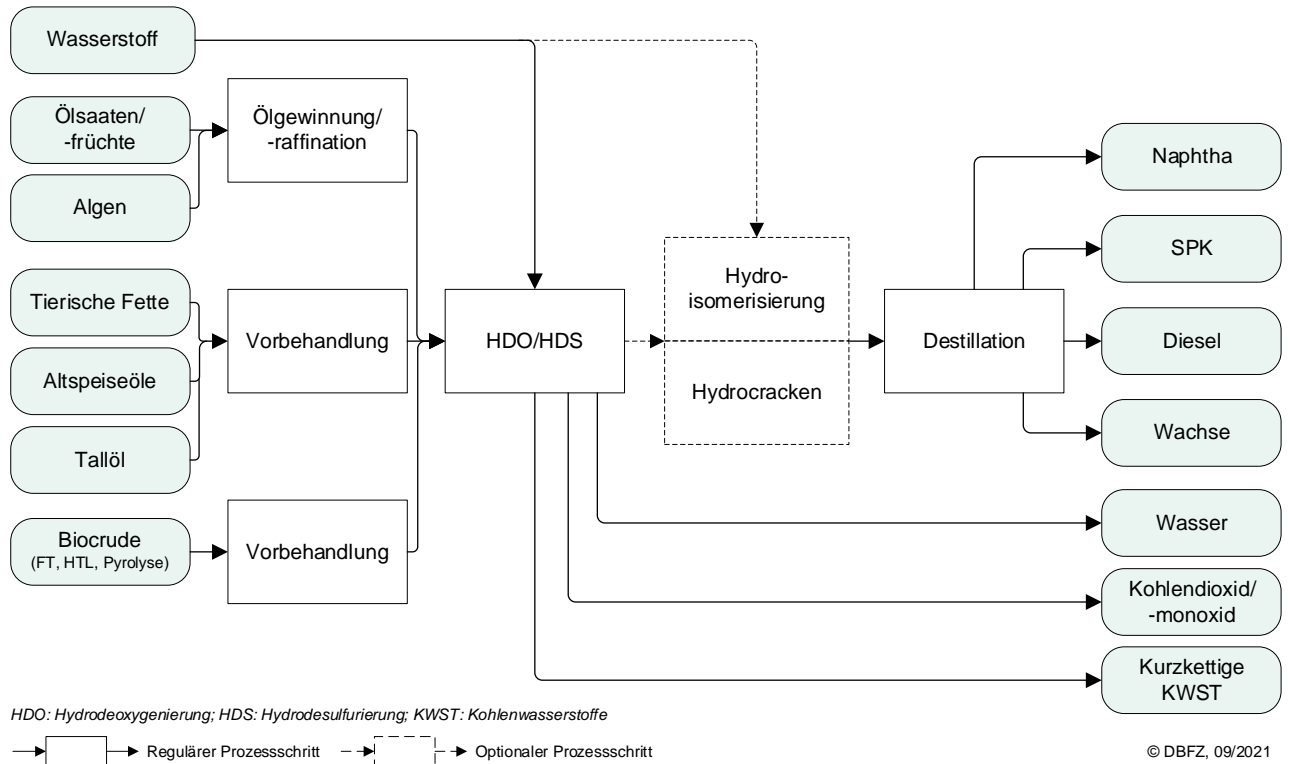 Wasserstoff
Ölsaaten/
-früchte
Algen
Tierische Fette
Altspeiseöle
Tallöl
Biocrude
(FT, HTL, Pyrolyse)
Ölgewinnung/
-raffination
Vorbehandlung
Vorbehandlung
HDO/HDS
Hydro-
isomerisierung
Hydrocracken
Destillation
Naphtha
SPK
Diesel
Wachse
Wasser
Kohlendioxid/
-monoxid
Kurzkettige
KWST
HDO: Hydrodeoxygenierung; HDS: Hydrodesulfurierung; KWST: Kohlenwasserstoffe
Regulärer Prozessschritt
Optionaler Prozessschritt
© DBFZ, 09/2021